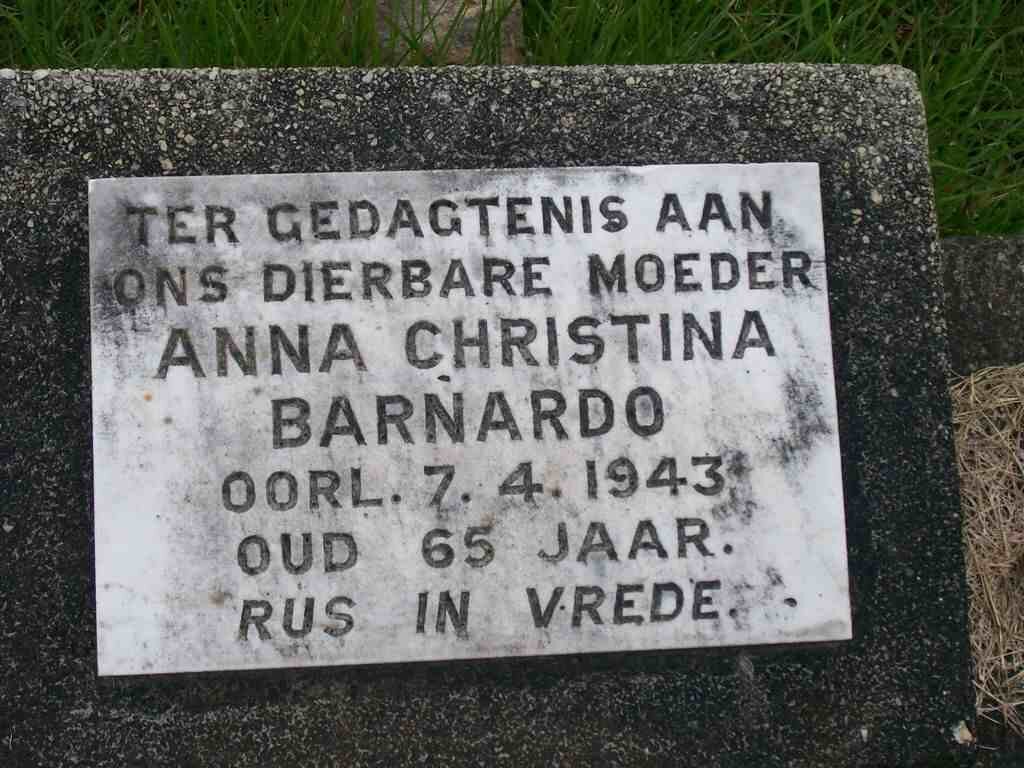 TER GEDAGTENIS AAN
ONS DIERBARE MOEDER
ANNA CHRISTINA
BARNARDO
OORL. 7. 4. 1943
OUD 65 JAAR.
RUS IN VREDE.